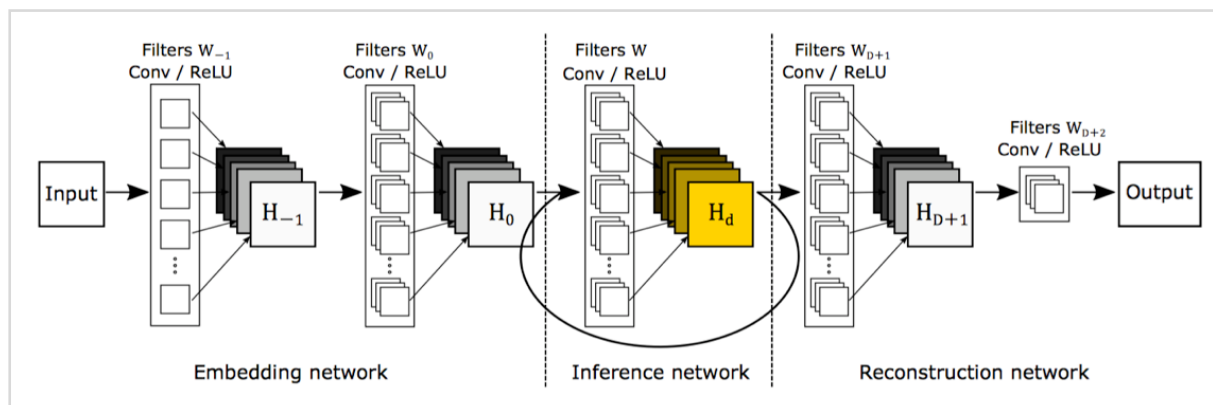 Filters W₋₁
Conv / ReLU
Filters W₀
Conv / ReLU
Filters W
Conv / ReLU
Filters W_D+1
Conv / ReLU
Filters W_D+2
Conv / ReLU
Input
H₋₁
H₀
H_d
H_D+1
Output
Embedding network
Inference network
Reconstruction network